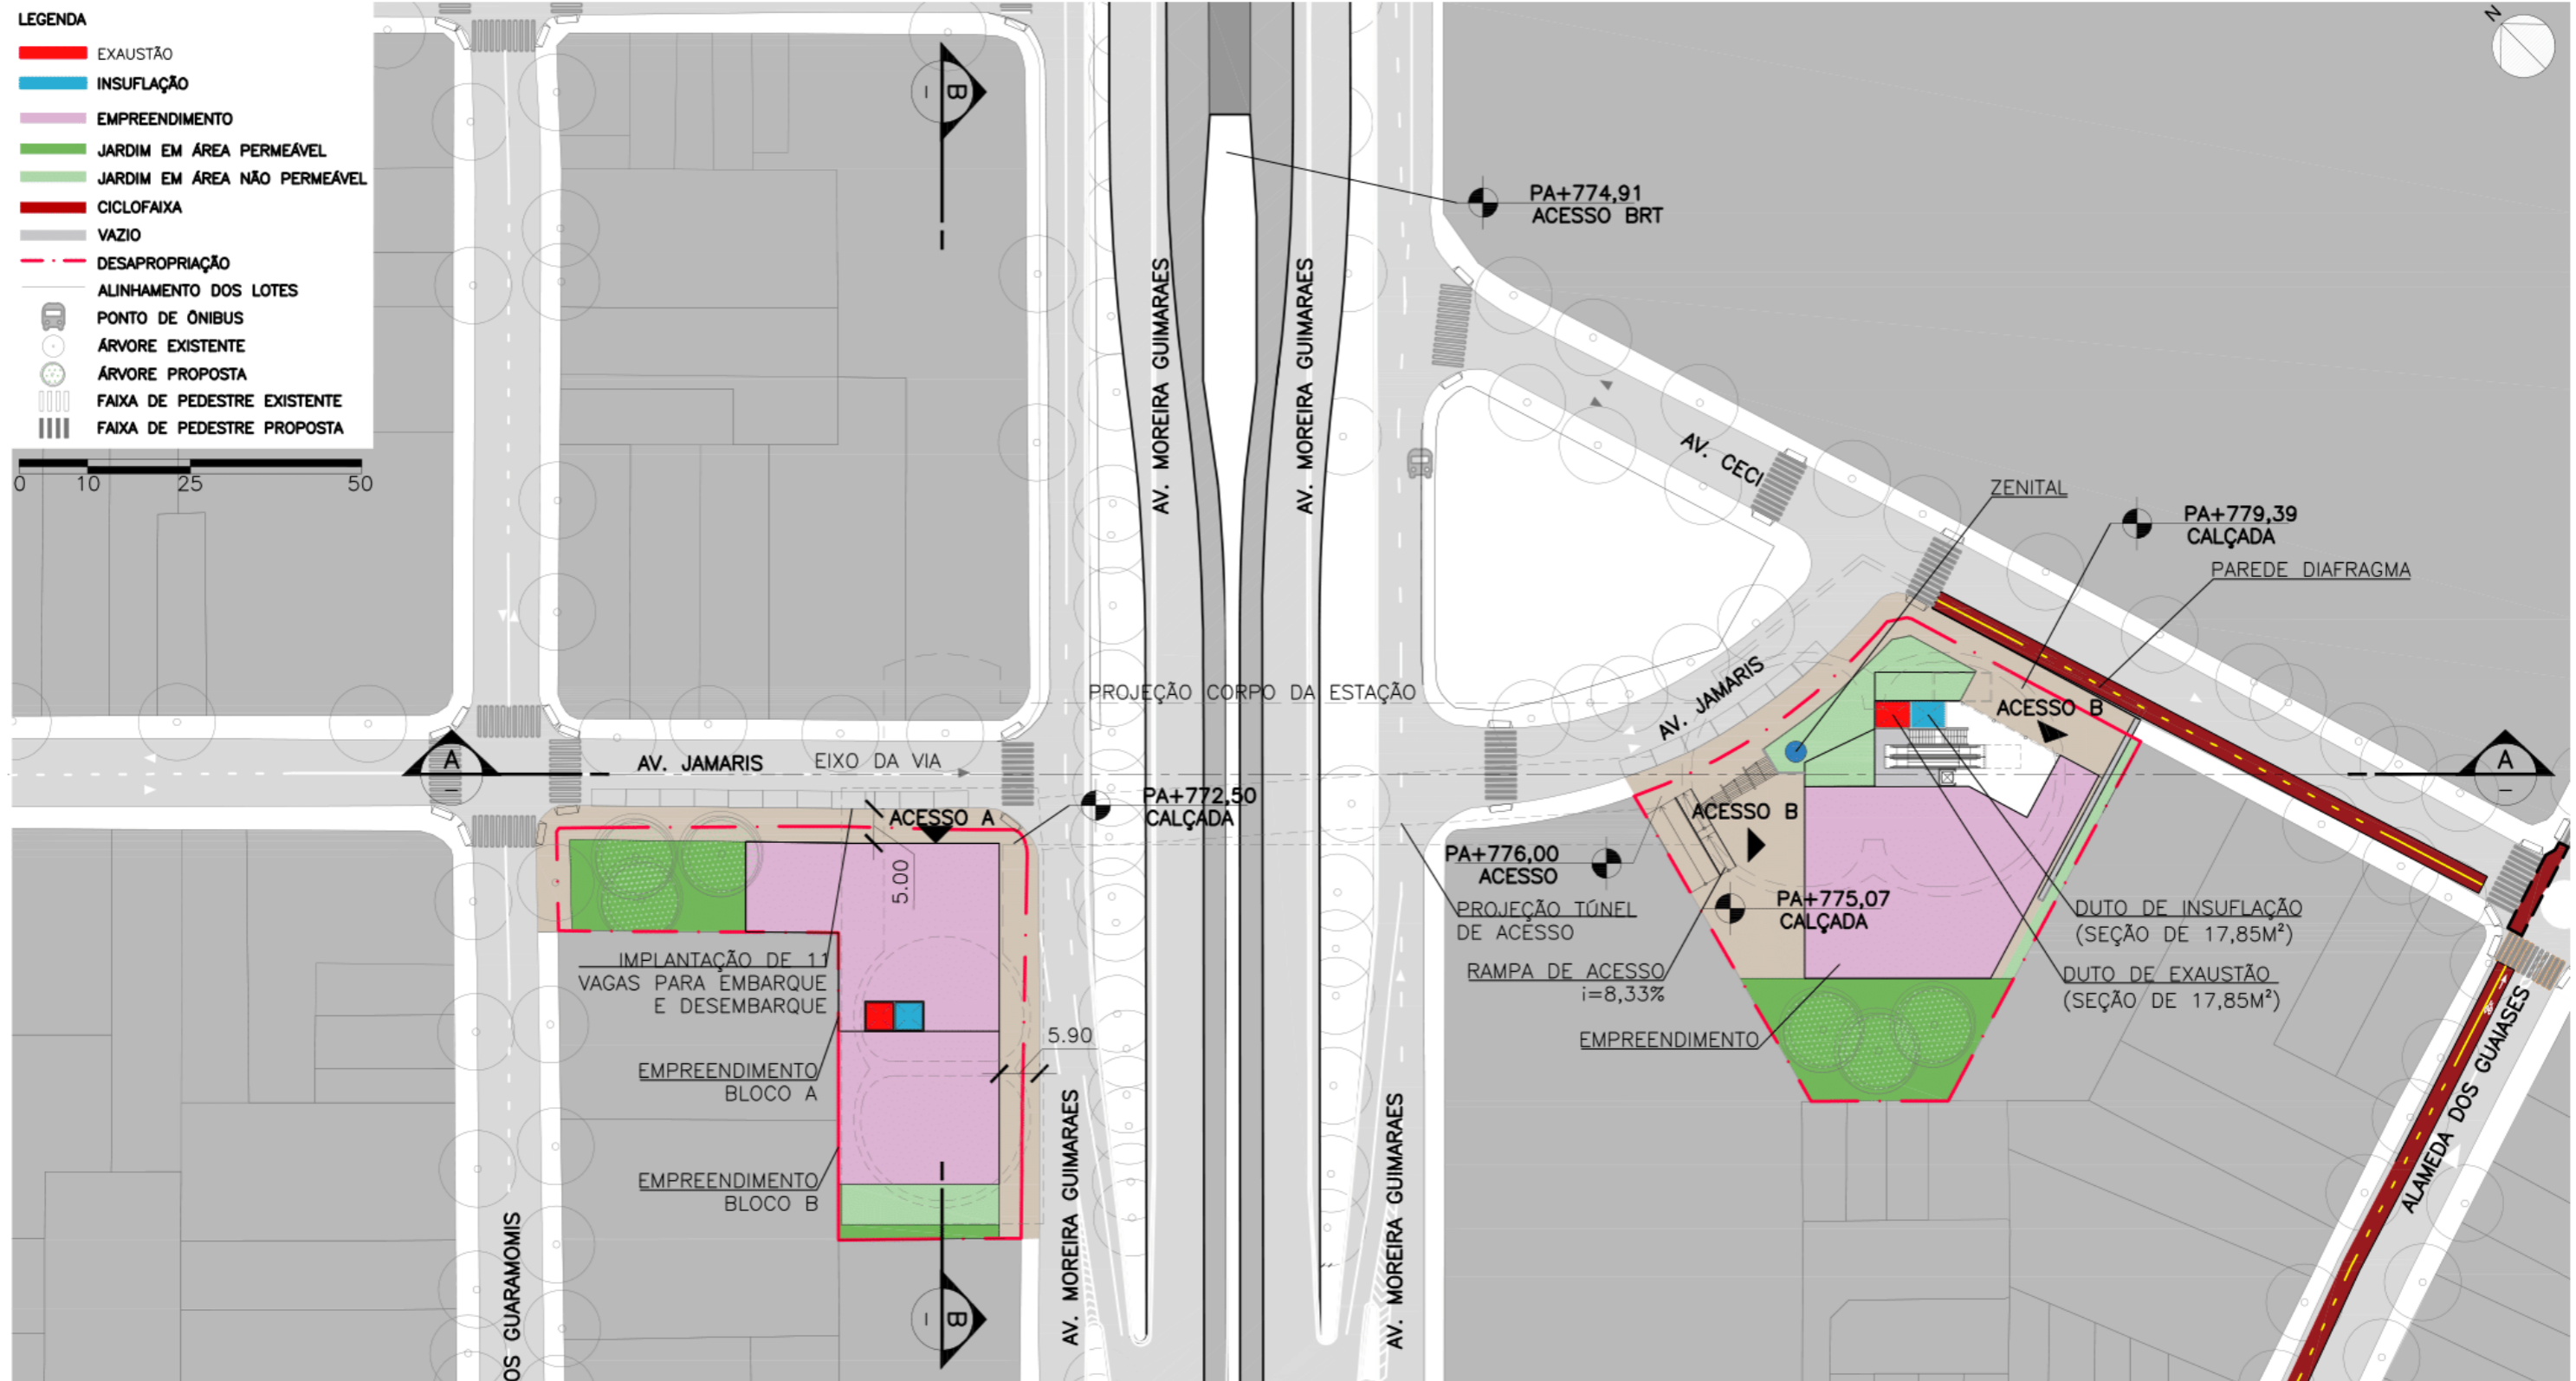 LEGENDA
EXAUSTÃO
INSUFLAÇÃO
EMPREENDIMENTO
JARDIM EM ÁREA PERMEÁVEL
JARDIM EM ÁREA NÃO PERMEÁVEL
CICLOFAIXA
VAZIO
DESAPROPRIAÇÃO
ALINHAMENTO DOS LOTES
PONTO DE ÔNIBUS
ÁRVORE EXISTENTE
ÁRVORE PROPOSTA
FAIXA DE PEDESTRE EXISTENTE
FAIXA DE PEDESTRE PROPOSTA
0 10 25 50
B
N
PA+774,91
ACESSO BRT
AV. MOREIRA GUIMARAES
AV. MOREIRA GUIMARAES
AV. CECI
ZENITAL
PA+779,39
CALÇADA
PAREDE DIAFRAGMA
PROJEÇÃO CORPO DA ESTAÇÃO
AV. JAMARIS
ACESSO B
A
AV. JAMARIS
EIXO DA VIA
A
ACESSO A
PA+772,50
CALÇADA
5.00
ACESSO B
PA+776,00
ACESSO
PA+775,07
CALÇADA
PROJEÇÃO TÚNEL
DE ACESSO
RAMPA DE ACESSO
i=8,33%
EMPREENDIMENTO
DUTO DE INSUFLAÇÃO
(SEÇÃO DE 17,85M²)
DUTO DE EXAUSTÃO
(SEÇÃO DE 17,85M²)
IMPLANTAÇÃO DE 11
VAGAS PARA EMBARQUE
E DESEMBARQUE
5.90
EMPREENDIMENTO
BLOCO A
EMPREENDIMENTO
BLOCO B
AV. MOREIRA GUIMARAES
AV. MOREIRA GUIMARAES
ALAMEDA DOS GUAIASES
OS GUARAMOMIS
B